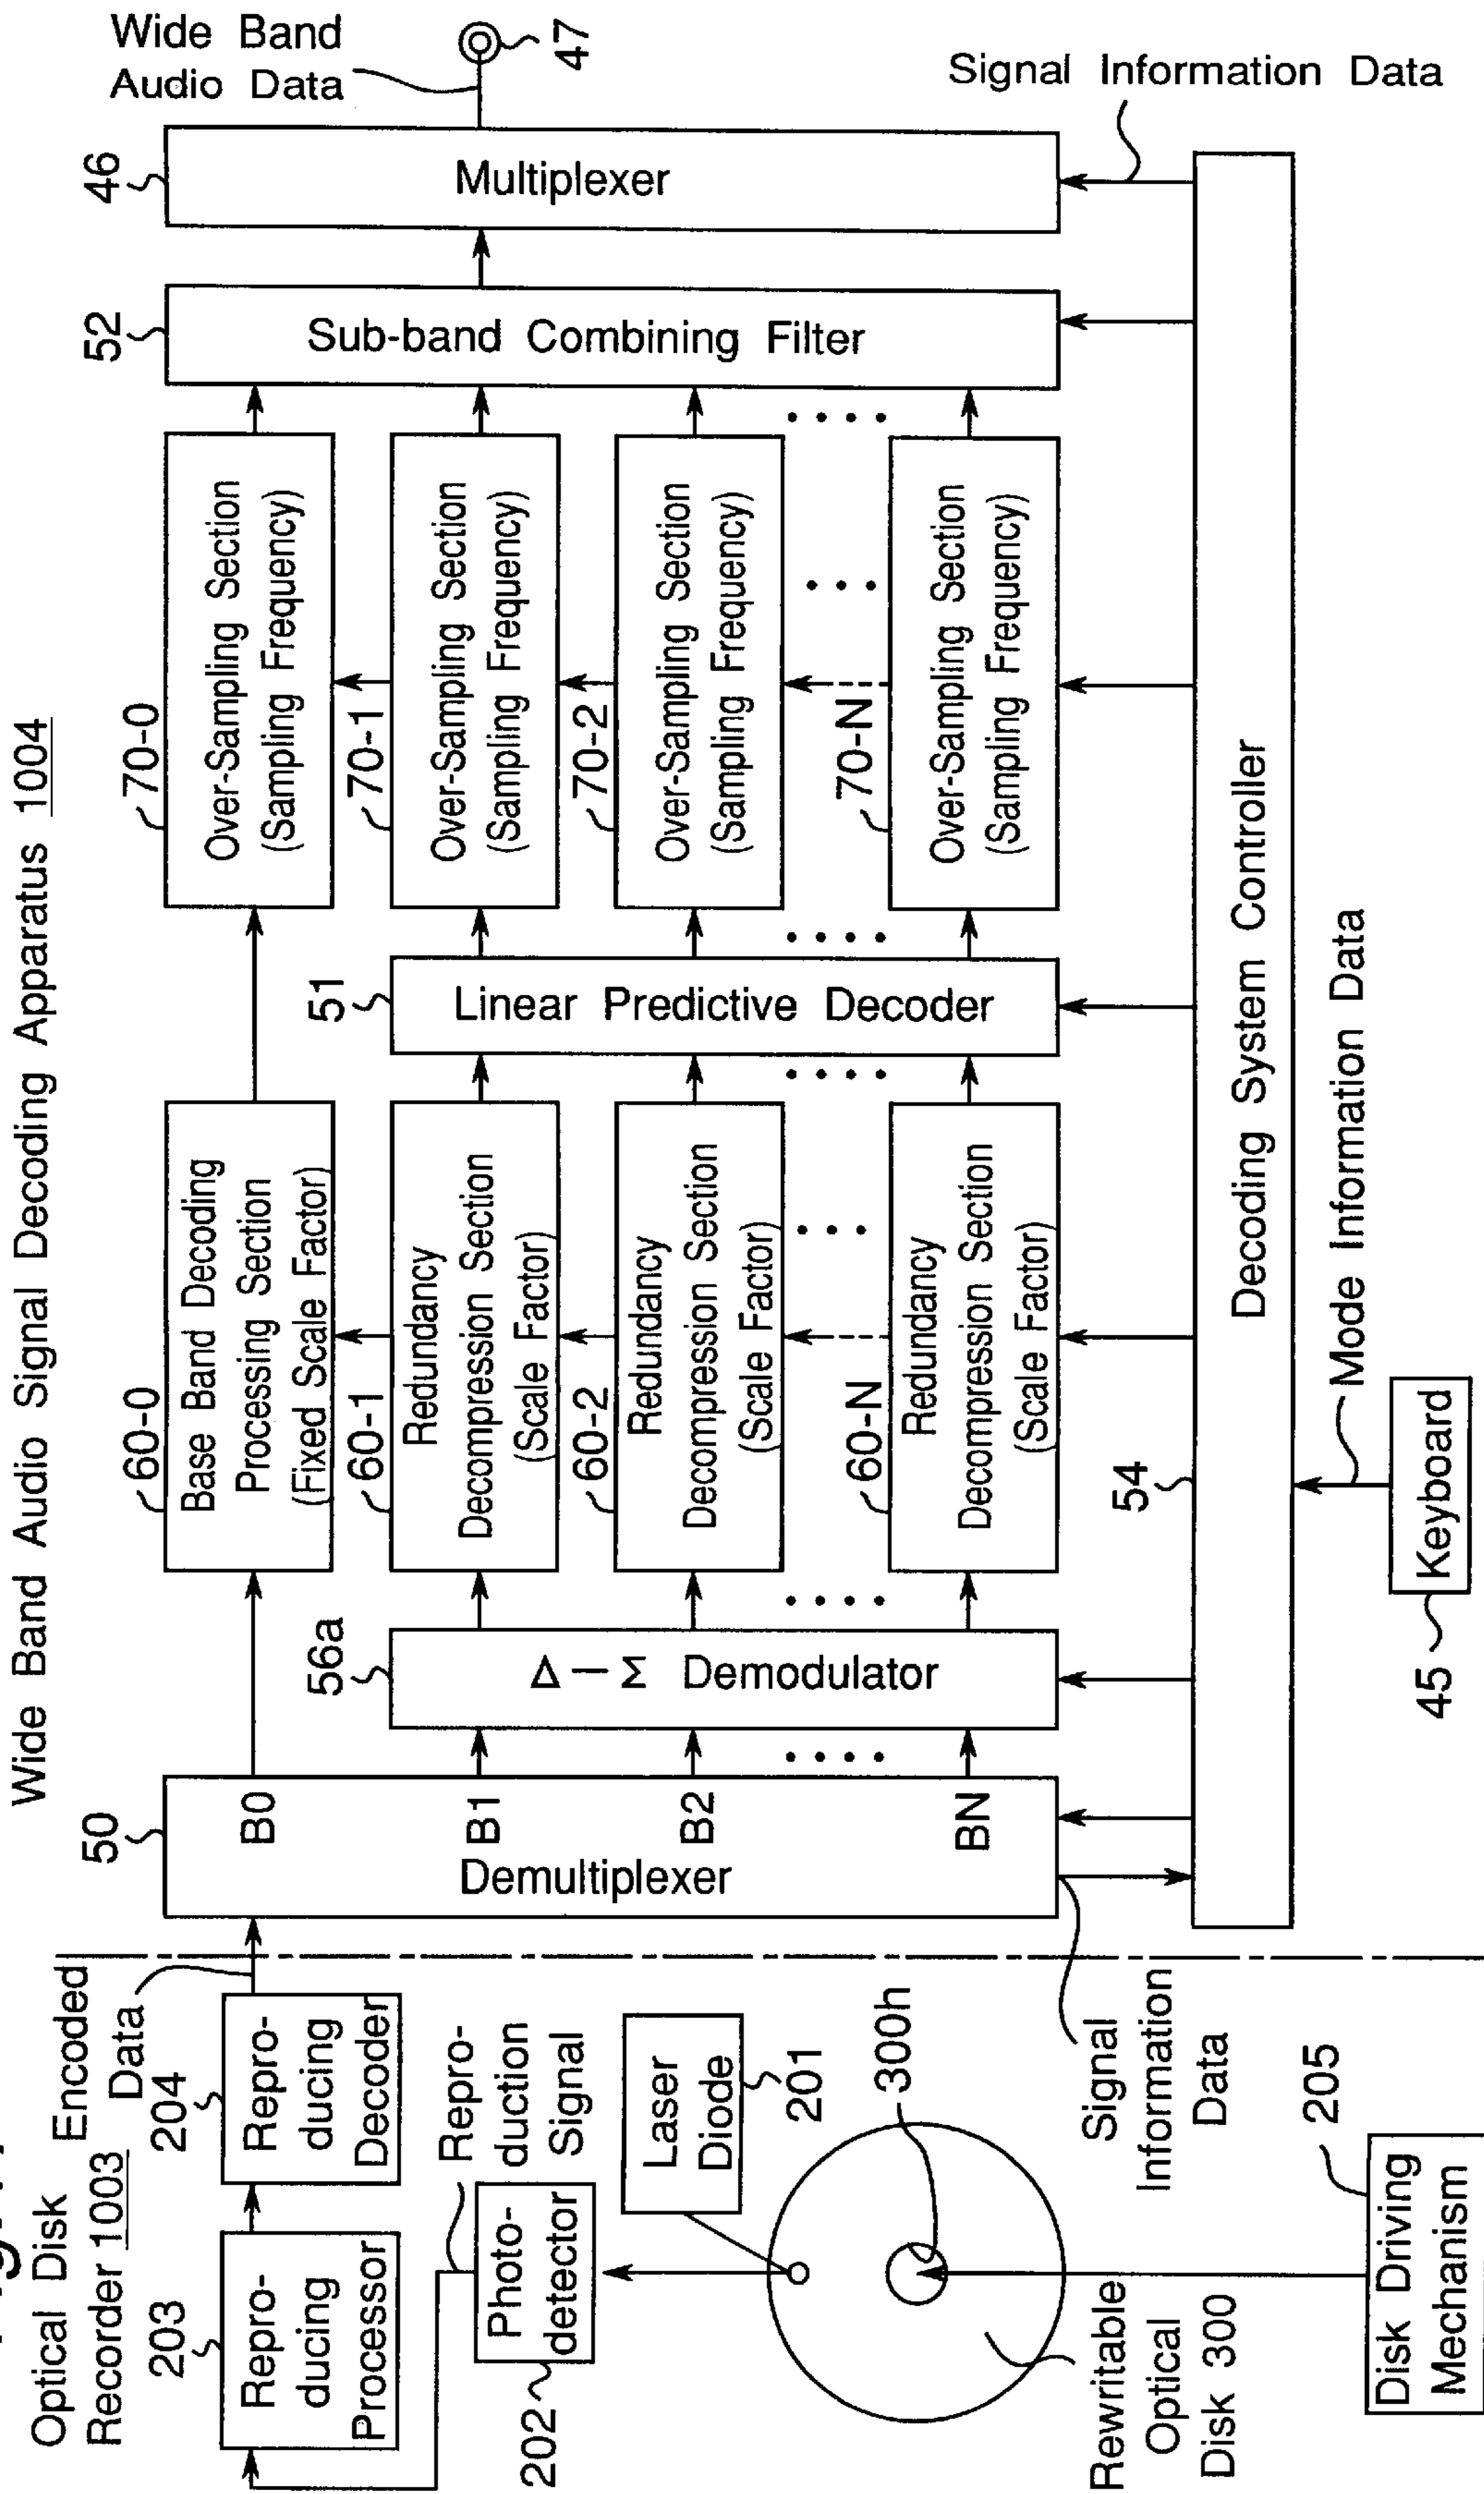 Optical Disk
Recorder 1003
Wide Band Audio Signal Decoding Apparatus 1004
Encoded
Data
203
Repro-
ducing
Processor
204
Repro-
ducing
Decoder
Repro-
duction
Signal
202
Photo-
detector
Laser
Diode
201
300h
Rewritable
Optical
Disk 300
Disk Driving
Mechanism
205
Signal
Information
Data
50
Demultiplexer
B0
B1
B2
BN
56a
Δ－Σ Demodulator
60-0
Base Band Decoding
Processing Section
(Fixed Scale Factor)
60-1
Redundancy
Decompression Section
(Scale Factor)
60-2
Redundancy
Decompression Section
(Scale Factor)
60-N
Redundancy
Decompression Section
(Scale Factor)
51
Linear Predictive Decoder
70-0
Over-Sampling Section
(Sampling Frequency)
70-1
Over-Sampling Section
(Sampling Frequency)
70-2
Over-Sampling Section
(Sampling Frequency)
70-N
Over-Sampling Section
(Sampling Frequency)
52
Sub-band Combining Filter
46
Multiplexer
Wide Band
Audio Data
47
Signal Information Data
54
Decoding System Controller
Mode Information Data
45
Keyboard